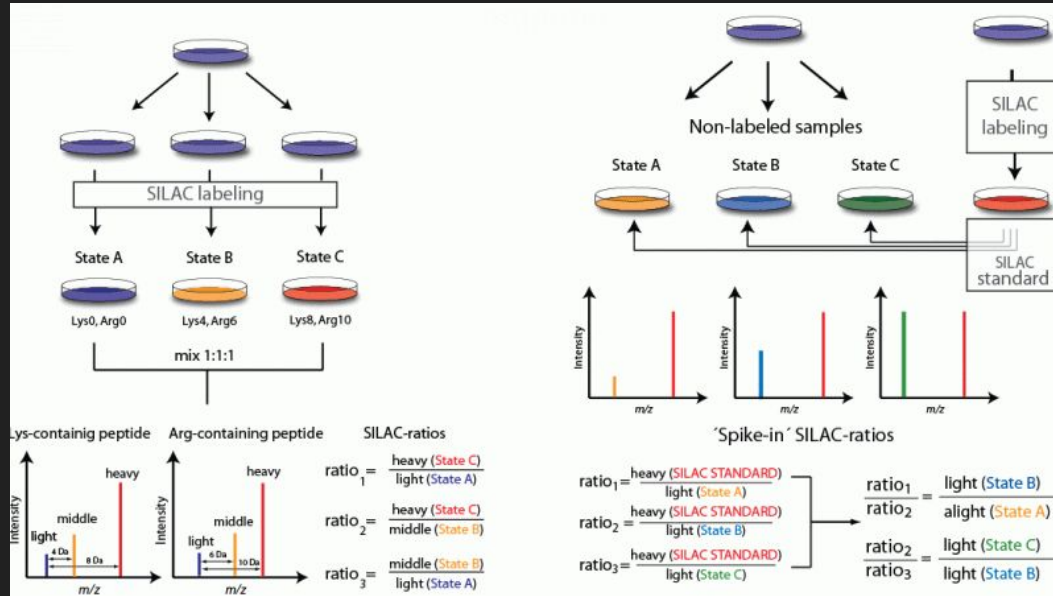 SILAC labeling
State A State B State C
Lys0, Arg0 Lys4, Arg6 Lys8, Arg10
mix 1:1:1
Lys-containig peptide
Intensity
light
middle
heavy
4 Da
8 Da
m/z
Arg-containing peptide
Intensity
light
middle
heavy
6 Da
10 Da
m/z
SILAC-ratios
ratio1 = heavy (State C) / light (State A)
ratio2 = heavy (State C) / middle (State B)
ratio3 = middle (State B) / light (State A)
Non-labeled samples
SILAC
labeling
State A State B State C
SILAC
standard
Intensity
m/z
Intensity
m/z
Intensity
m/z
´Spike-in´ SILAC-ratios
ratio1 = heavy (SILAC STANDARD) / light (State A)
ratio2 = heavy (SILAC STANDARD) / light (State B)
ratio3 = heavy (SILAC STANDARD) / light (State C)
ratio1 / ratio2 = light (State B) / alight (State A)
ratio2 / ratio3 = light (State C) / light (State B)